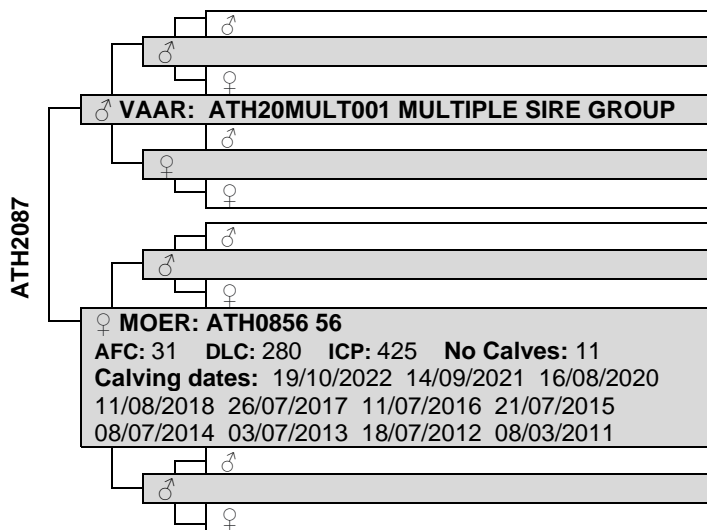 ♂
♂
♀
♂ VAAR: ATH20MULT001 MULTIPLE SIRE GROUP
♂
♀
♀
ATH2087
♂
♂
♀
♀ MOER: ATH0856 56
AFC: 31 DLC: 280 ICP: 425 No Calves: 11
Calving dates: 19/10/2022 14/09/2021 16/08/2020
11/08/2018 26/07/2017 11/07/2016 21/07/2015
08/07/2014 03/07/2013 18/07/2012 08/03/2011
♂
♂
♀